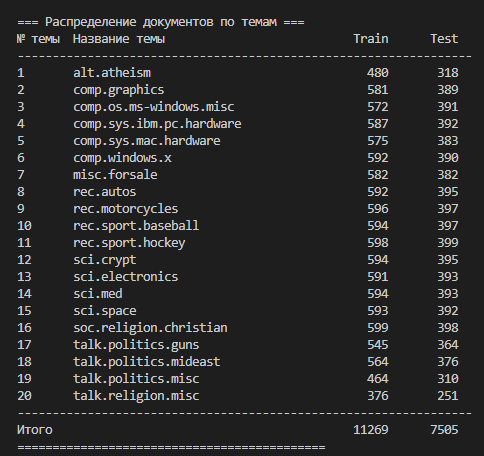 === Распределение документов по темам ===
№ темы Название темы Train Test
-----------------------------------------------------------------
1 alt.atheism 480 318
2 comp.graphics 581 389
3 comp.os.ms-windows.misc 572 391
4 comp.sys.ibm.pc.hardware 587 392
5 comp.sys.mac.hardware 575 383
6 comp.windows.x 592 390
7 misc.forsale 582 382
8 rec.autos 592 395
9 rec.motorcycles 596 397
10 rec.sport.baseball 594 397
11 rec.sport.hockey 598 399
12 sci.crypt 594 395
13 sci.electronics 591 393
14 sci.med 594 393
15 sci.space 593 392
16 soc.religion.christian 599 398
17 talk.politics.guns 545 364
18 talk.politics.mideast 564 376
19 talk.politics.misc 464 310
20 talk.religion.misc 376 251
-----------------------------------------------------------------
Итого 11269 7505
============================================